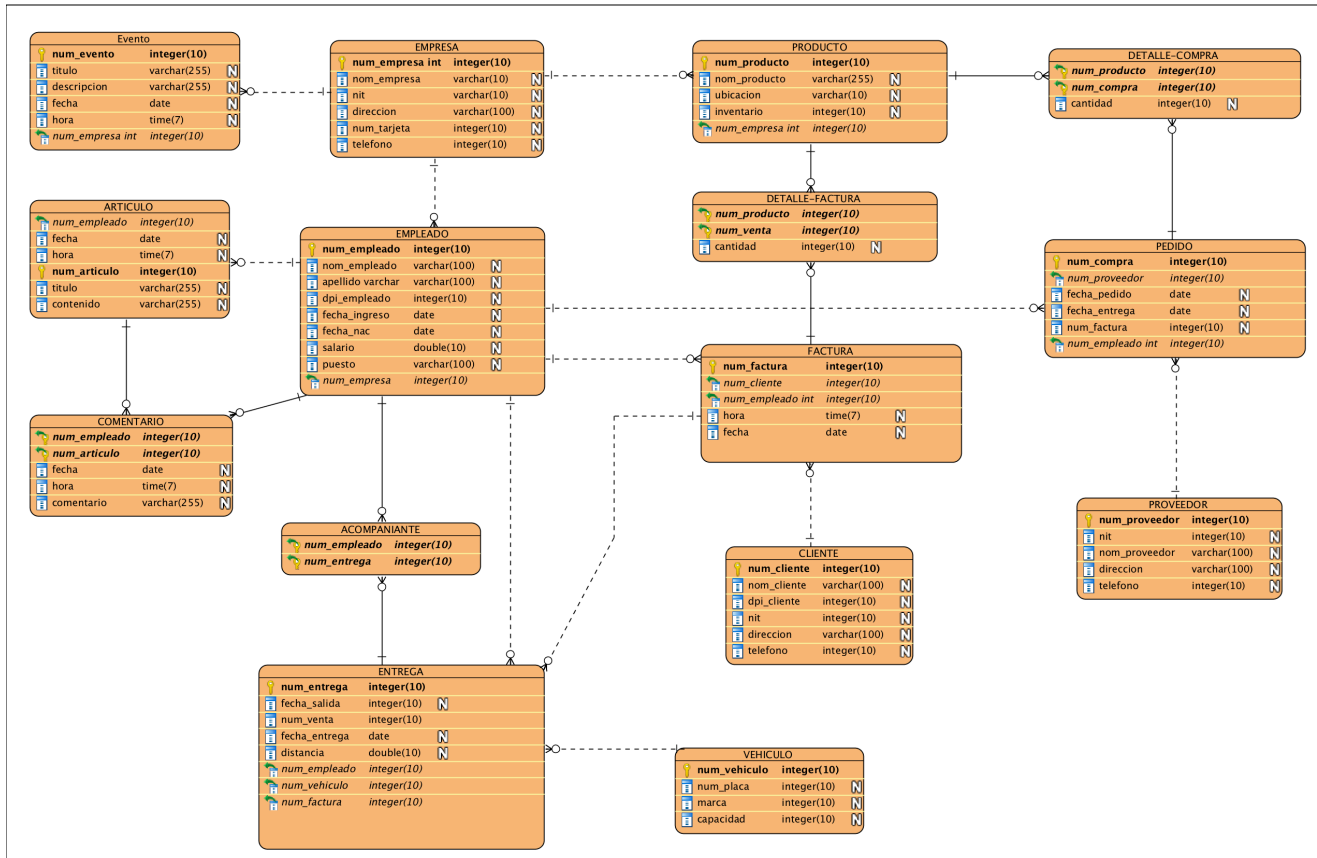 Evento
num_evento integer(10)
titulo varchar(255) N
descripcion varchar(255) N
fecha date N
hora time(7) N
num_empresa int integer(10)
EMPRESA
num_empresa int integer(10)
nom_empresa varchar(10) N
nit varchar(10) N
direccion varchar(100) N
num_tarjeta integer(10) N
telefono integer(10) N
PRODUCTO
num_producto integer(10)
nom_producto varchar(255) N
ubicacion varchar(10) N
inventario integer(10) N
num_empresa int integer(10)
DETALLE-COMPRA
num_producto integer(10)
num_compra integer(10)
cantidad integer(10) N
ARTICULO
num_empleado integer(10)
fecha date N
hora time(7) N
num_articulo integer(10)
titulo varchar(255) N
contenido varchar(255) N
EMPLEADO
num_empleado integer(10)
nom_empleado varchar(100) N
apellido varchar varchar(100) N
dpi_empleado integer(10) N
fecha_ingreso date N
fecha_nac date N
salario double(10) N
puesto varchar(100) N
num_empresa integer(10)
DETALLE-FACTURA
num_producto integer(10)
num_venta integer(10)
cantidad integer(10) N
PEDIDO
num_compra integer(10)
num_proveedor integer(10)
fecha_pedido date N
fecha_entrega date N
num_factura integer(10) N
num_empleado int integer(10)
FACTURA
num_factura integer(10)
num_cliente integer(10)
num_empleado int integer(10)
hora time(7) N
fecha date N
COMENTARIO
num_empleado integer(10)
num_articulo integer(10)
fecha date N
hora time(7) N
comentario varchar(255) N
ACOMPANIANTE
num_empleado integer(10)
num_entrega integer(10)
CLIENTE
num_cliente integer(10)
nom_cliente varchar(100) N
dpi_cliente integer(10) N
nit integer(10) N
direccion varchar(100) N
telefono integer(10) N
PROVEEDOR
num_proveedor integer(10)
nit integer(10) N
nom_proveedor varchar(100) N
direccion varchar(100) N
telefono integer(10) N
ENTREGA
num_entrega integer(10)
fecha_salida integer(10) N
num_venta integer(10)
fecha_entrega date N
distancia double(10) N
num_empleado integer(10)
num_vehiculo integer(10)
num_factura integer(10)
VEHICULO
num_vehiculo integer(10)
num_placa integer(10) N
marca integer(10) N
capacidad integer(10) N